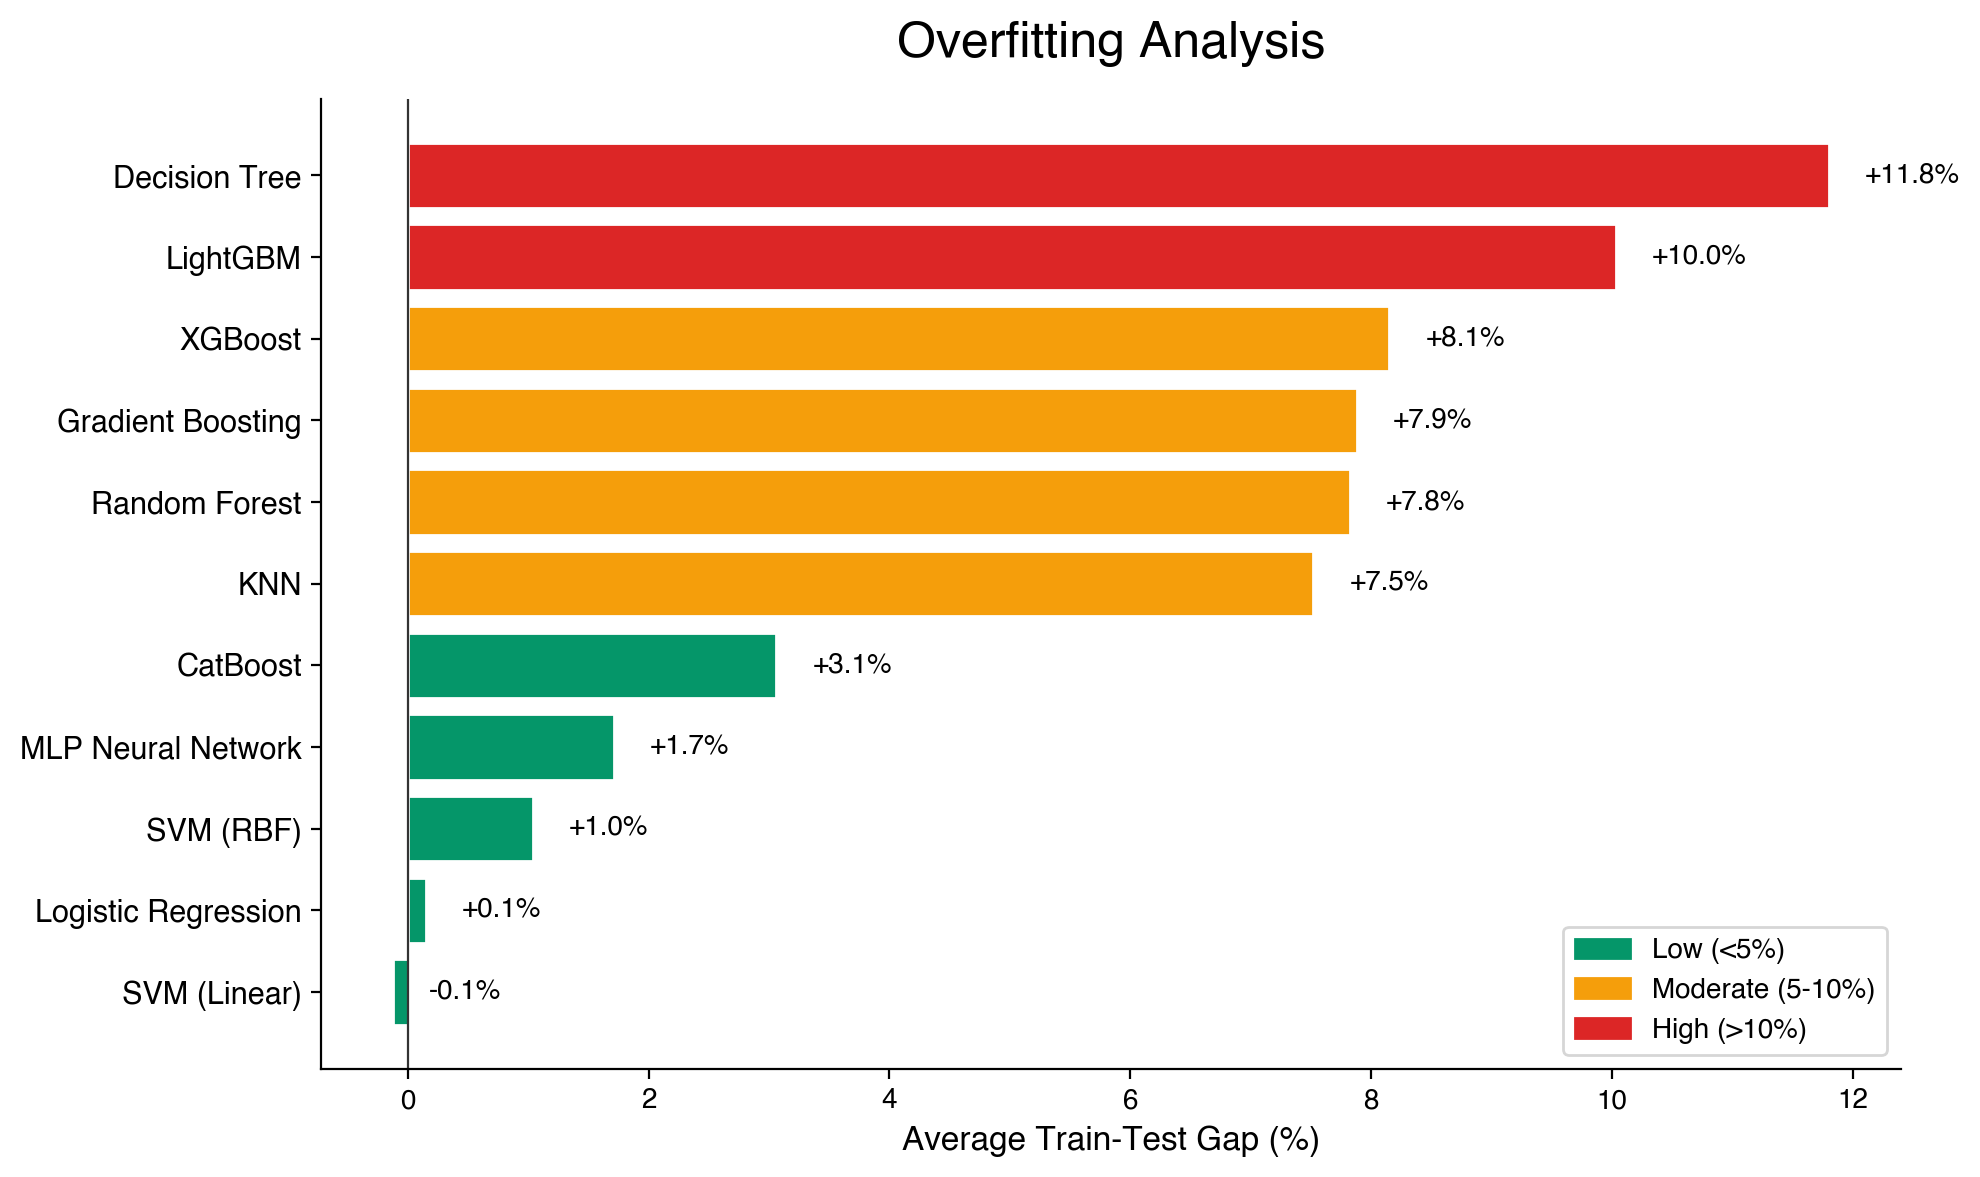 Overfitting Analysis
Decision Tree
+11.8%
LightGBM
+10.0%
XGBoost
+8.1%
Gradient Boosting
+7.9%
Random Forest
+7.8%
KNN
+7.5%
CatBoost
+3.1%
MLP Neural Network
+1.7%
SVM (RBF)
+1.0%
Logistic Regression
+0.1%
SVM (Linear)
-0.1%
Low (<5%)
Moderate (5-10%)
High (>10%)
0 2 4 6 8 10 12
Average Train-Test Gap (%)